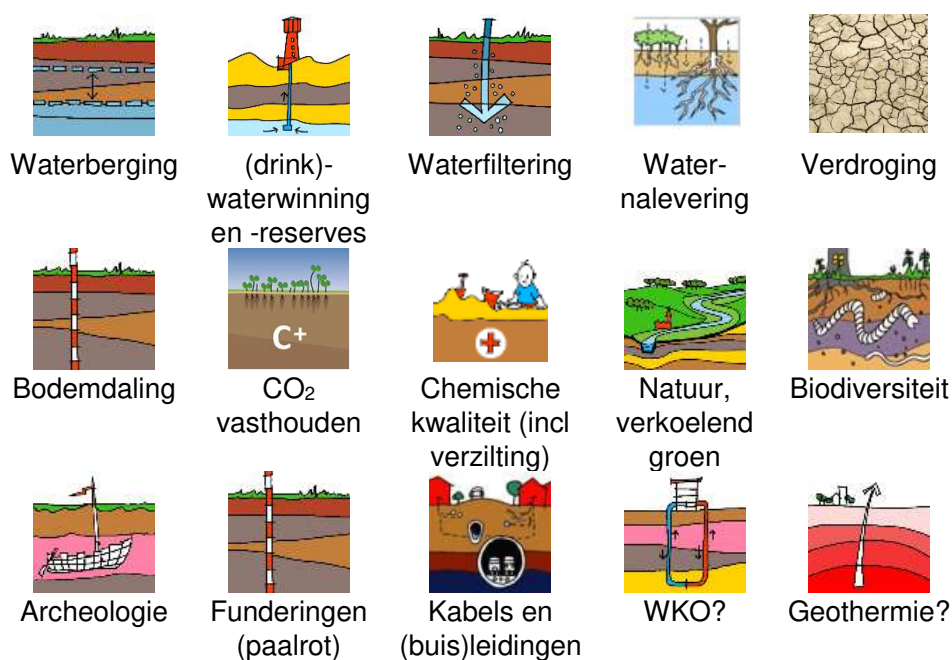 Waterberging
(drink)-
waterwinning
en -reserves
Waterfiltering
Water-
nalevering
Verdroging
Bodemdaling
C+
CO2
vasthouden
Chemische
kwaliteit (incl
verzilting)
Natuur,
verkoelend
groen
Biodiversiteit
Archeologie
Funderingen
(paalrot)
Kabels en
(buis)leidingen
WKO?
Geothermie?